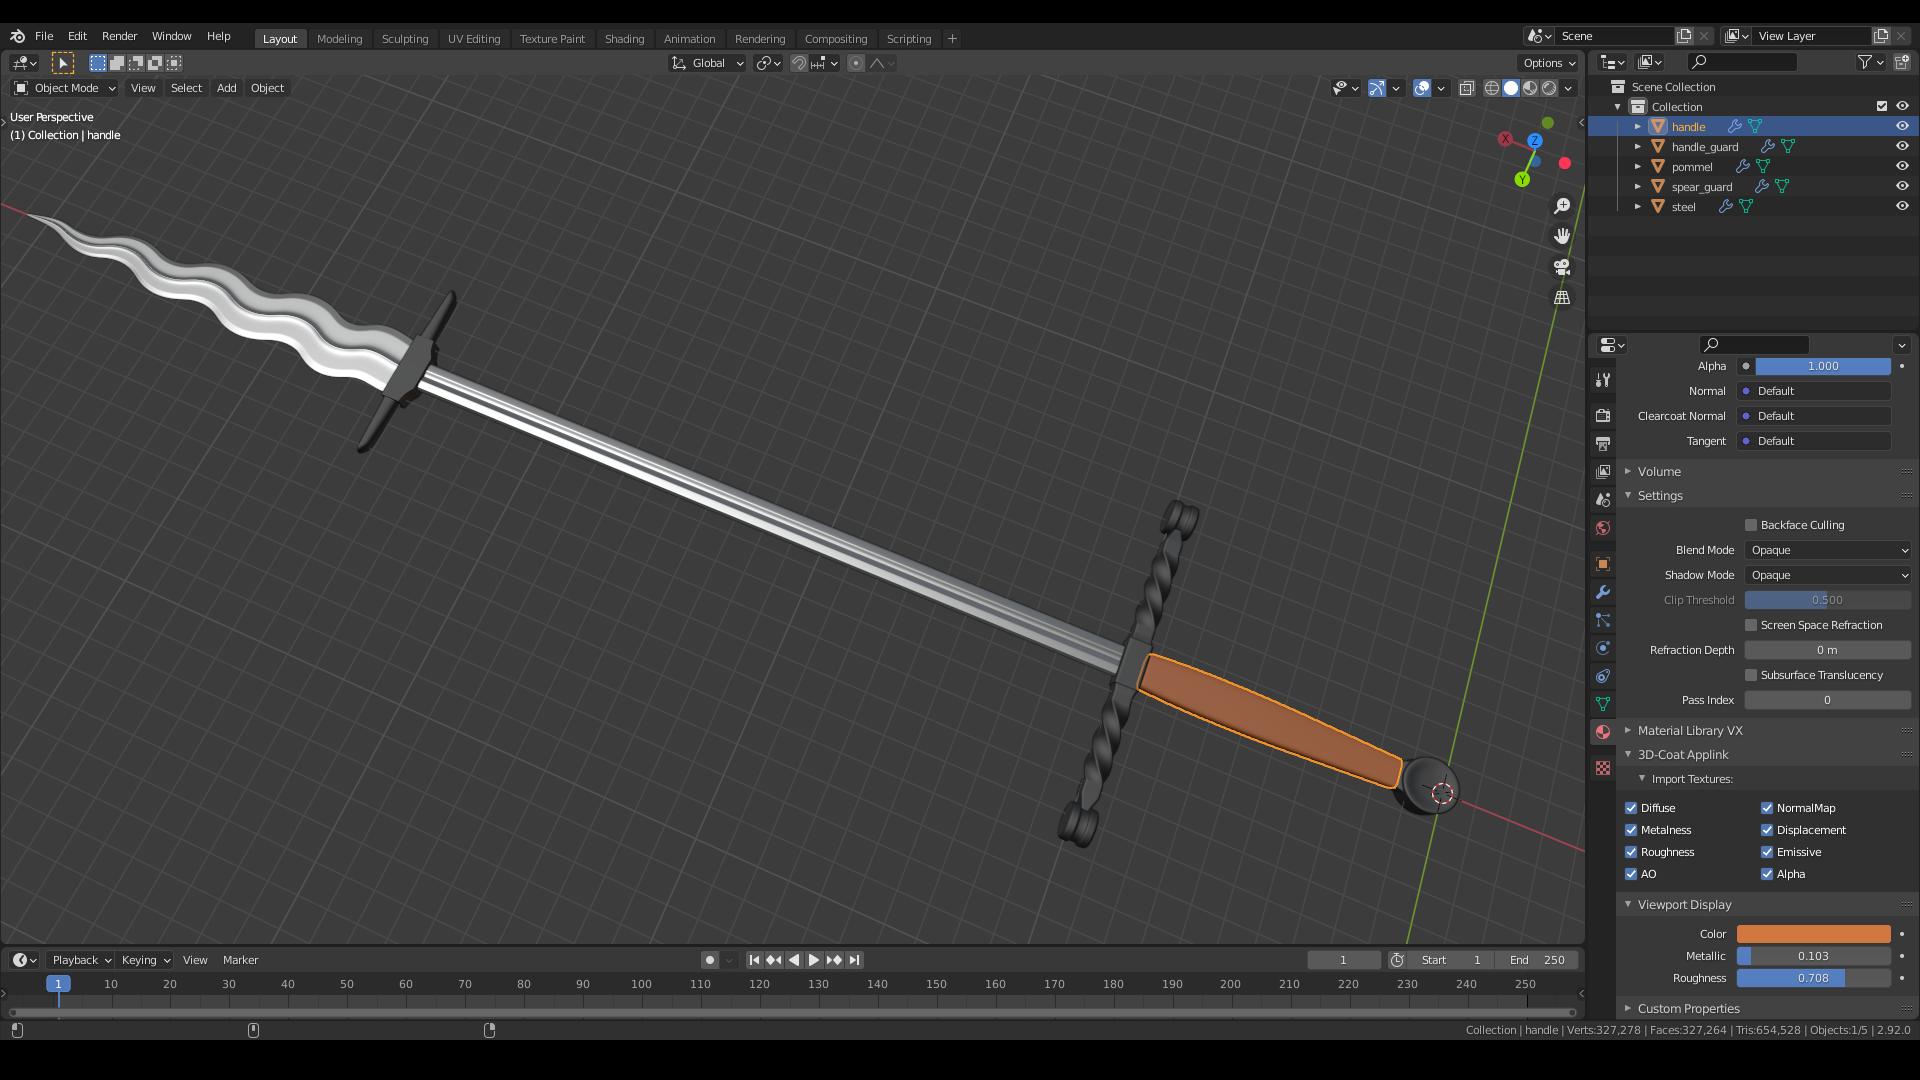 File Edit Render Window Help Layout Modeling Sculpting UV Editing Texture Paint Shading Animation Rendering Compositing Scripting + Scene View Layer
Global Options
Object Mode View Select Add Object
User Perspective
(1) Collection | handle
X Z Y
Scene Collection
Collection
handle
handle_guard
pommel
spear_guard
steel
Alpha 1.000
Normal Default
Clearcoat Normal Default
Tangent Default
Volume
Settings
Backface Culling
Blend Mode Opaque
Shadow Mode Opaque
Clip Threshold 0.500
Screen Space Refraction
Refraction Depth 0 m
Subsurface Translucency
Pass Index 0
Material Library VX
3D-Coat Applink
Import Textures:
Diffuse NormalMap
Metalness Displacement
Roughness Emissive
AO Alpha
Viewport Display
Color
Metallic 0.103
Roughness 0.708
Custom Properties
Playback Keying View Marker 1 Start 1 End 250
1 10 20 30 40 50 60 70 80 90 100 110 120 130 140 150 160 170 180 190 200 210 220 230 240 250
Collection | handle | Verts:327,278 | Faces:327,264 | Tris:654,528 | Objects:1/5 | 2.92.0